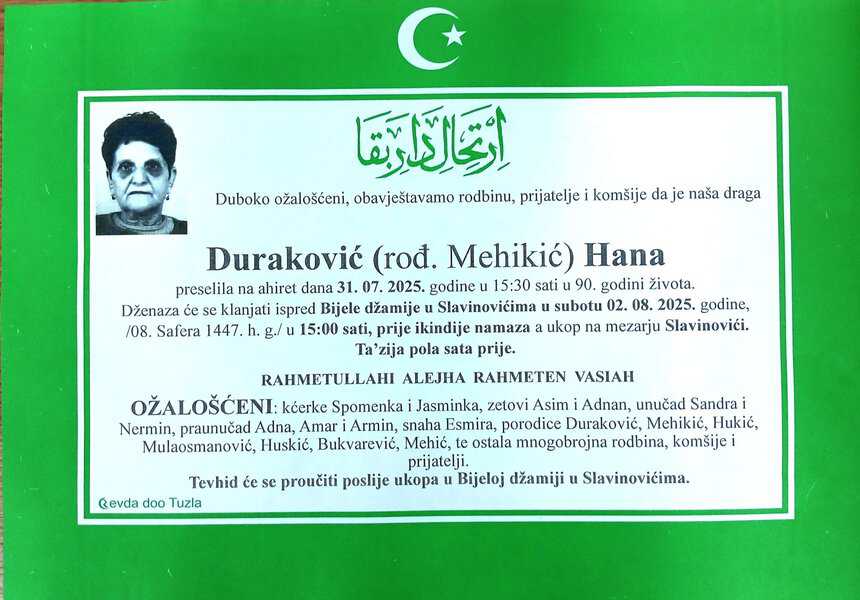 اِرْتِحَالِ دَارِ بَقَا
Duboko ožalošćeni, obavještavamo rodbinu, prijatelje i komšije da je naša draga
Duraković (rođ. Mehikić) Hana
preselila na ahiret dana 31. 07. 2025. godine u 15:30 sati u 90. godini života.
Dženaza će se klanjati ispred Bijele džamije u Slavinovićima u subotu 02. 08. 2025. godine,
/08. Safera 1447. h. g./ u 15:00 sati, prije ikindije namaza a ukop na mezarju Slavinovići.
Ta'zija pola sata prije.
RAHMETULLAHI ALEJHA RAHMETEN VASIAH
OŽALOŠĆENI: kćerke Spomenka i Jasminka, zetovi Asim i Adnan, unučad Sandra i
Nermin, praunučad Adna, Amar i Armin, snaha Esmira, porodice Duraković, Mehikić, Hukić,
Mulaosmanović, Huskić, Bukvarević, Mehić, te ostala mnogobrojna rodbina, komšije i
prijatelji.
Tevhid će se proučiti poslije ukopa u Bijeloj džamiji u Slavinovićima.
evda doo Tuzla